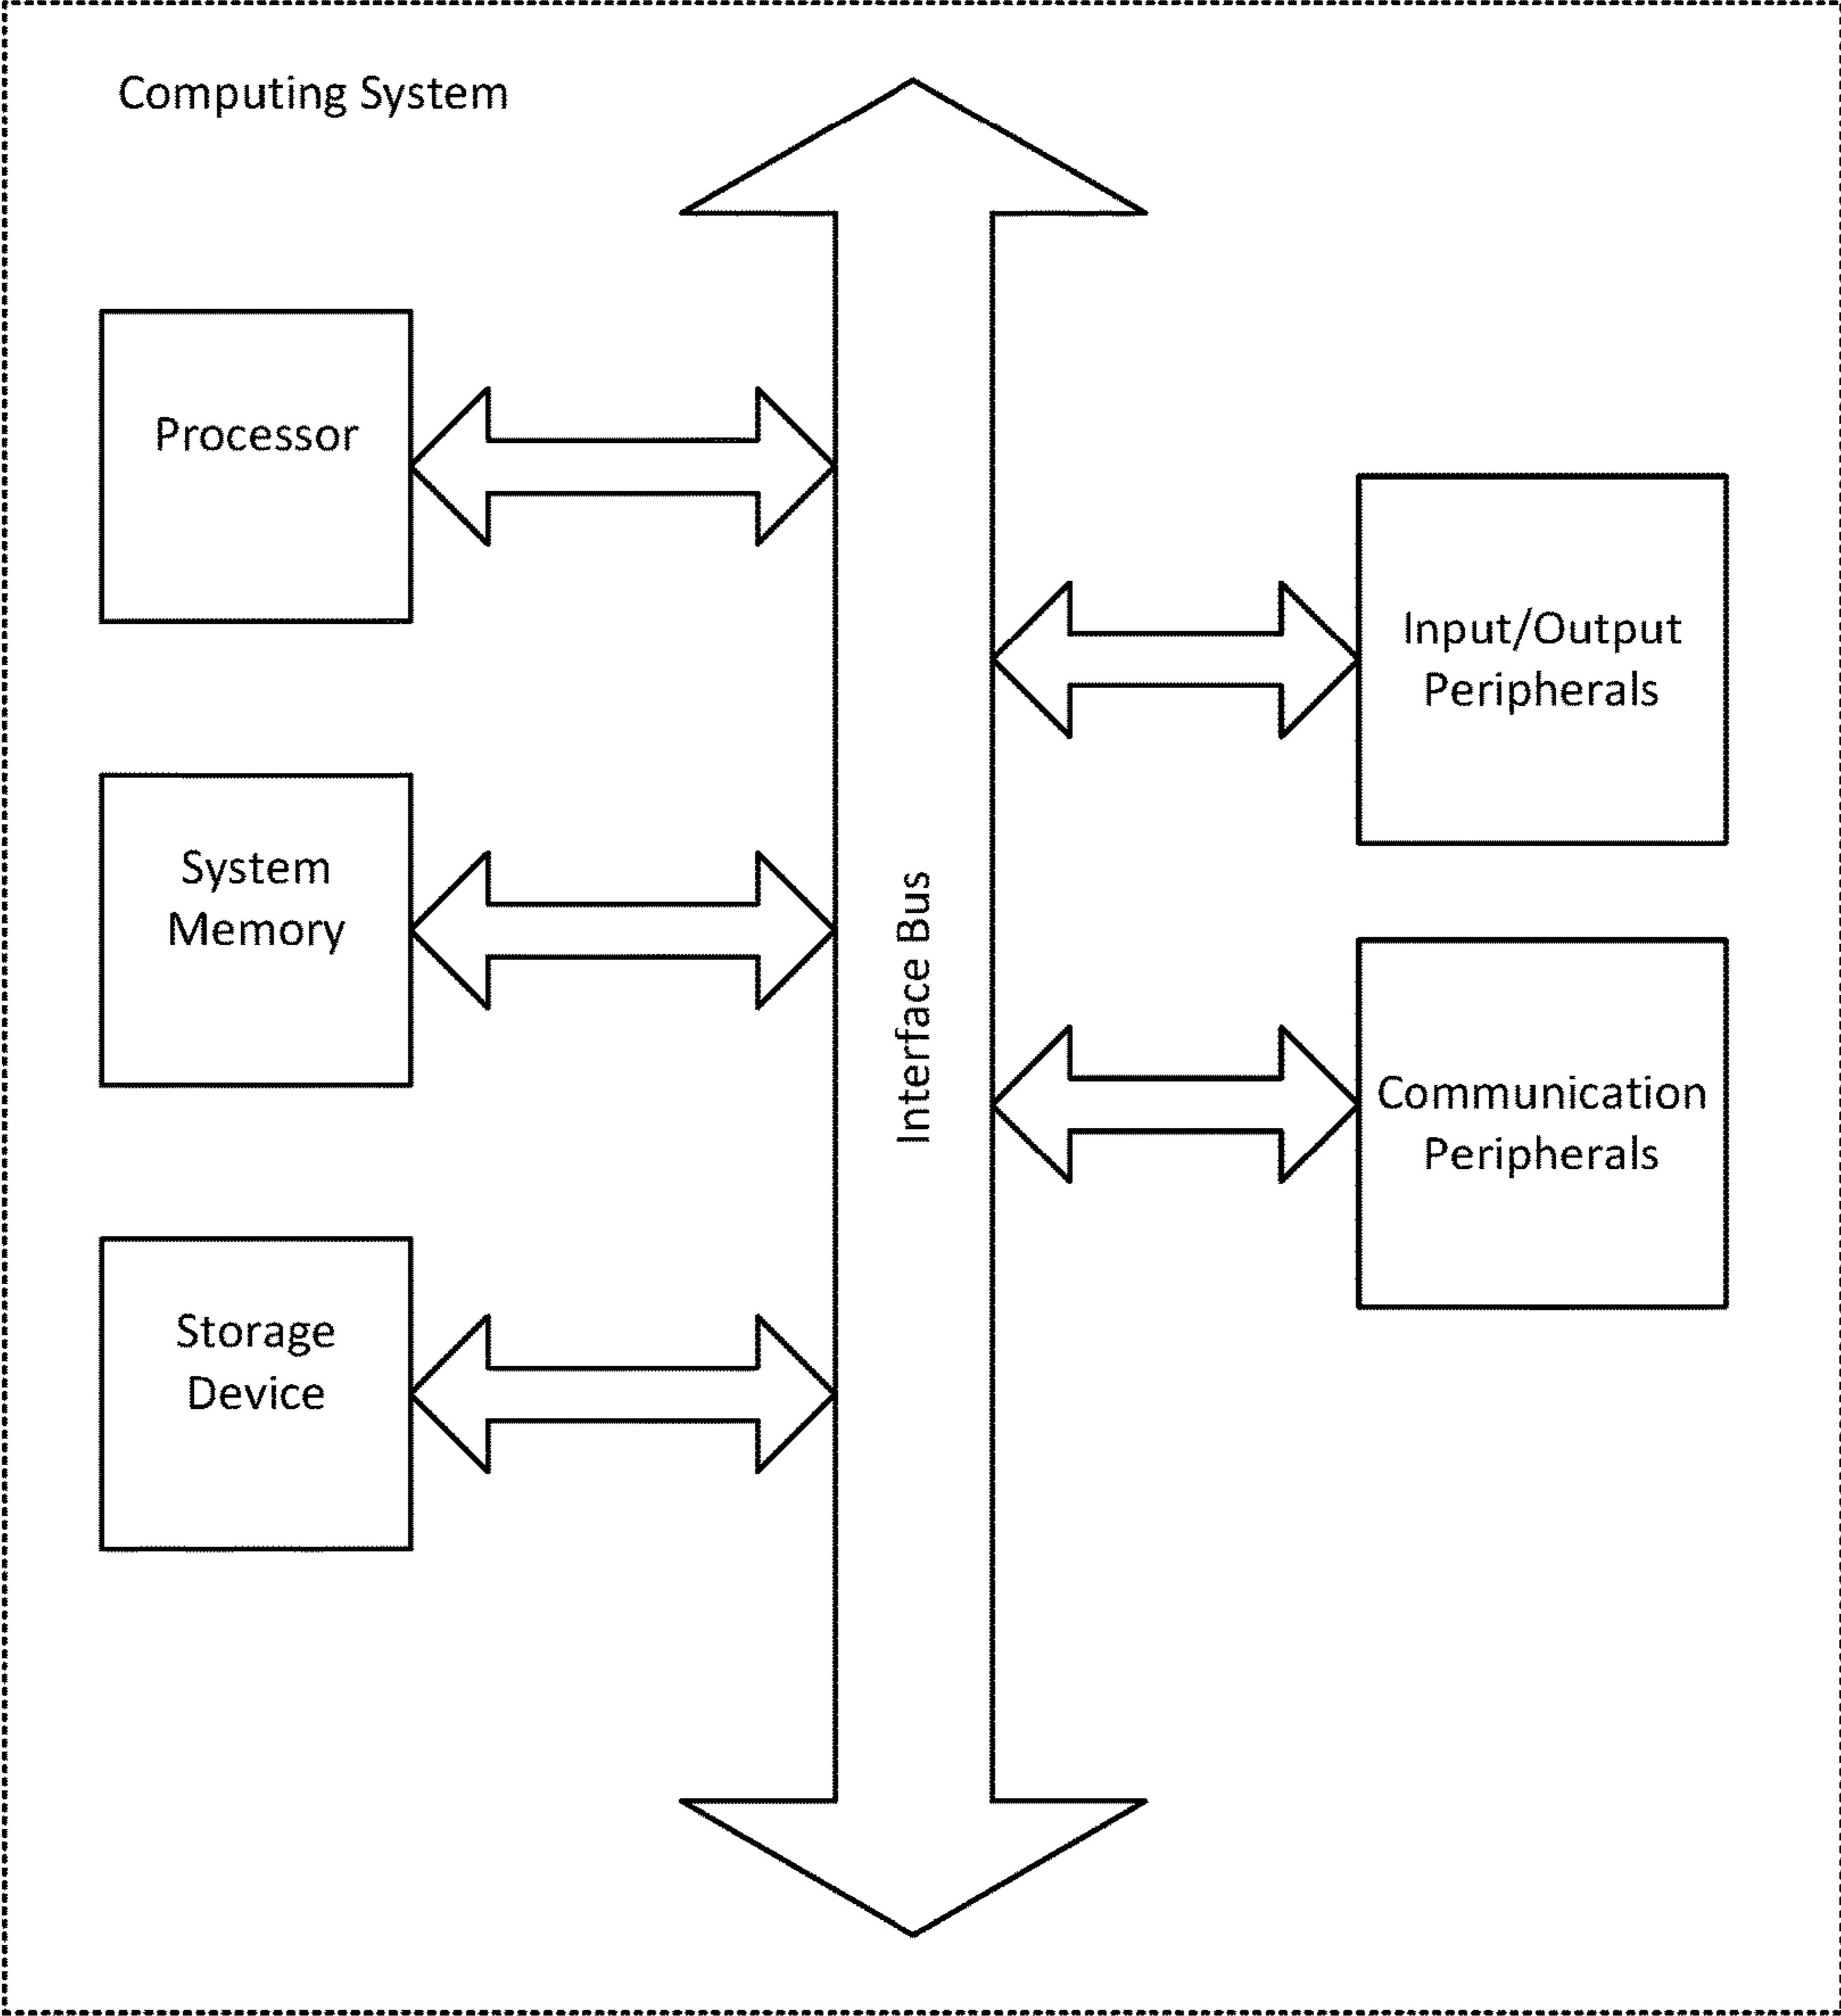 Computing System
Processor
System
Memory
Storage
Device
Interface Bus
Input/Output
Peripherals
Communication
Peripherals